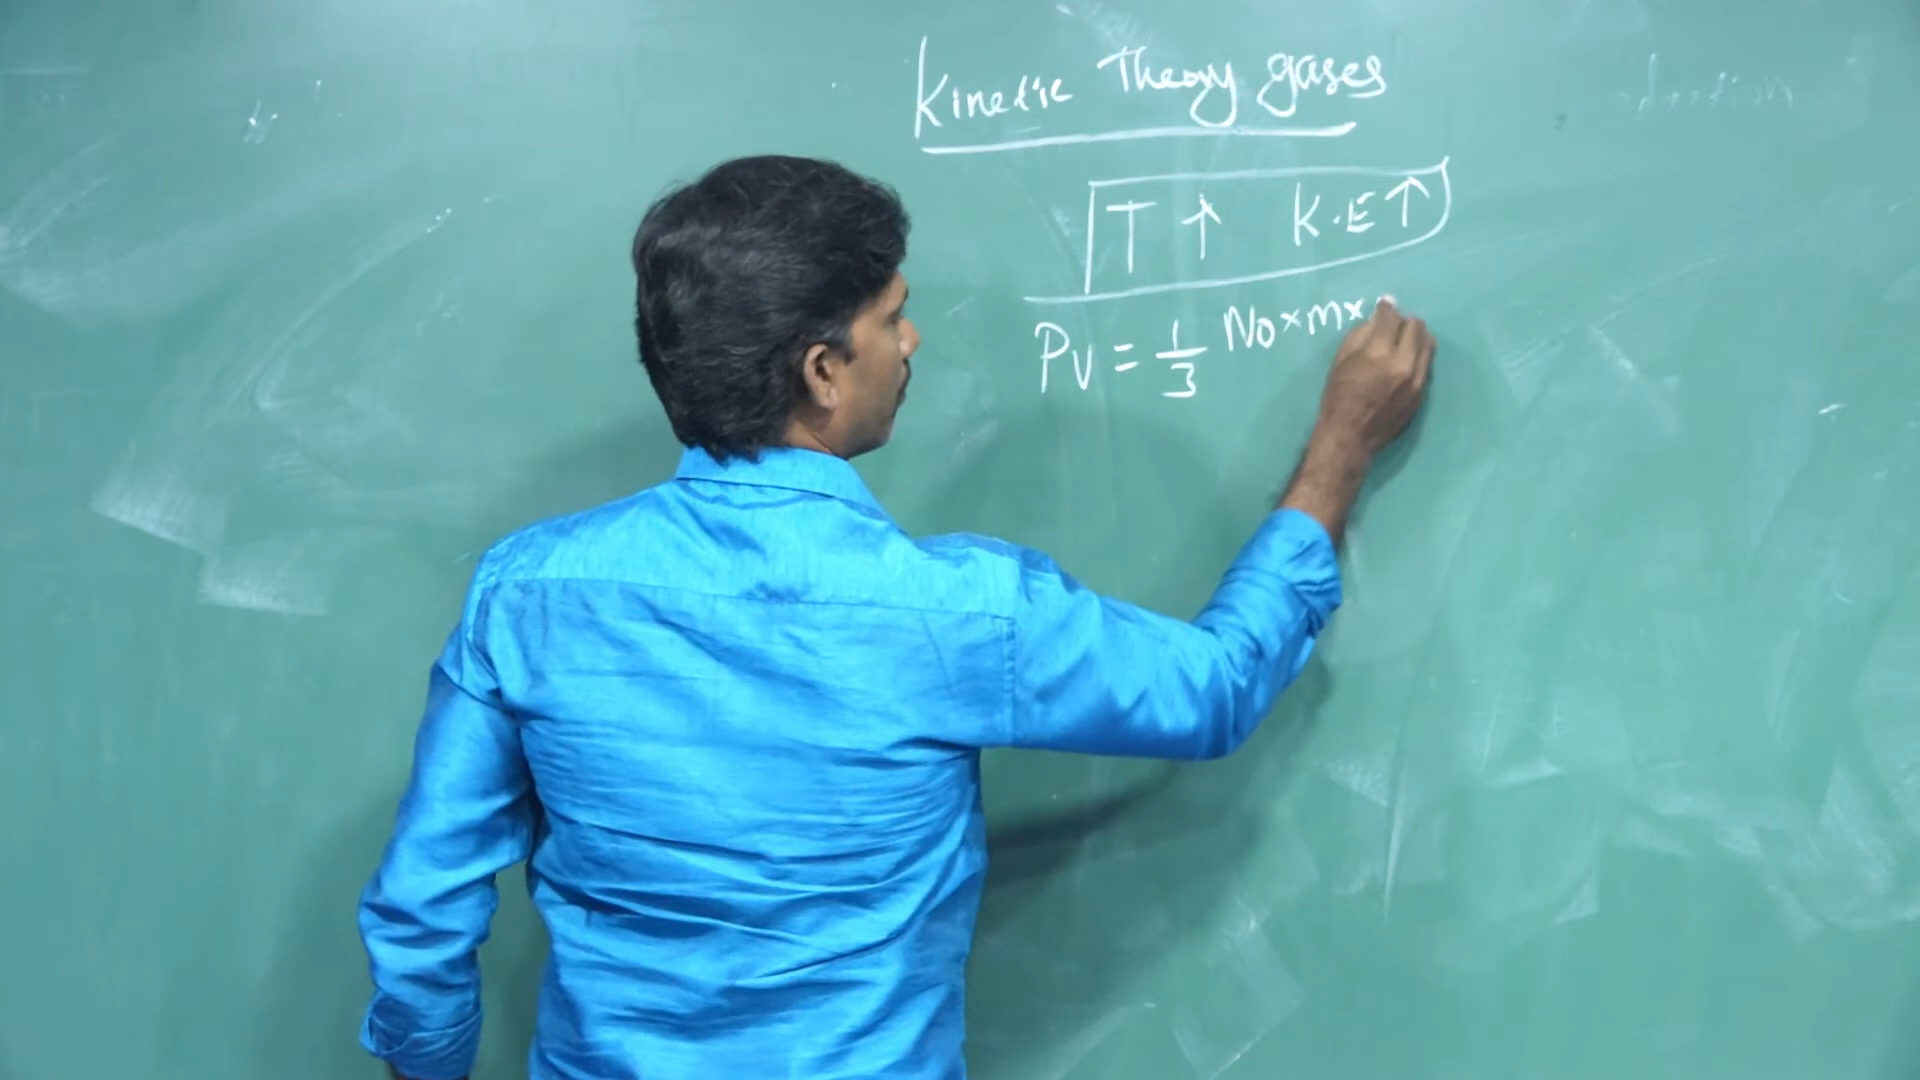 Kinetic Theory gases
T ↑ K.E ↑
PV = 1/3 No × m ×